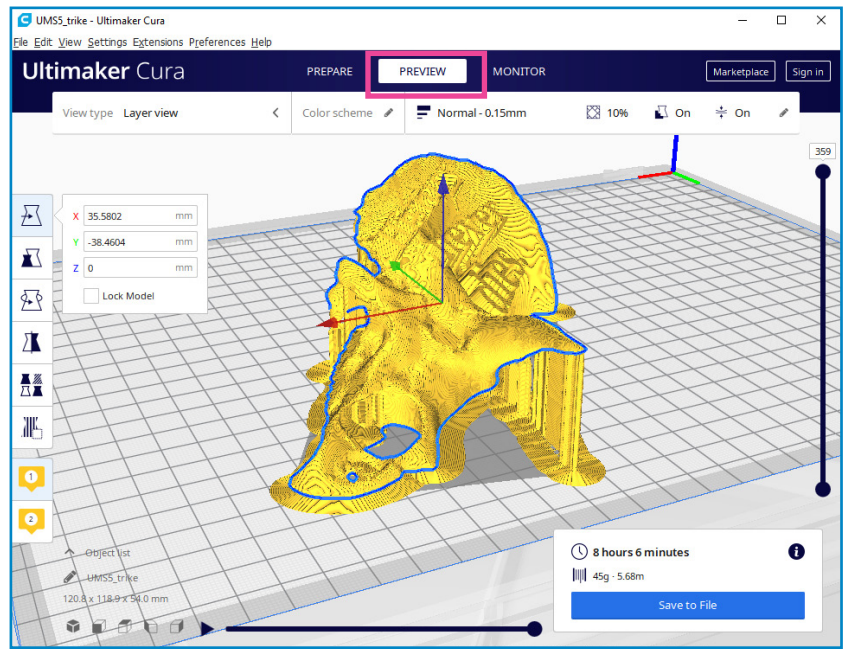 UMS5_trike - Ultimaker Cura
File Edit View Settings Extensions Preferences Help
Ultimaker Cura
PREPARE
PREVIEW
MONITOR
Marketplace
Sign in
View type Layer view
Color scheme
Normal - 0.15mm
10%
On
On
359
X 35.5802 mm
Y -38.4604 mm
Z 0 mm
Lock Model
1
2
Object list
UMS5_trike
120.8 x 118.9 x 54.0 mm
8 hours 6 minutes
45g · 5.68m
Save to File